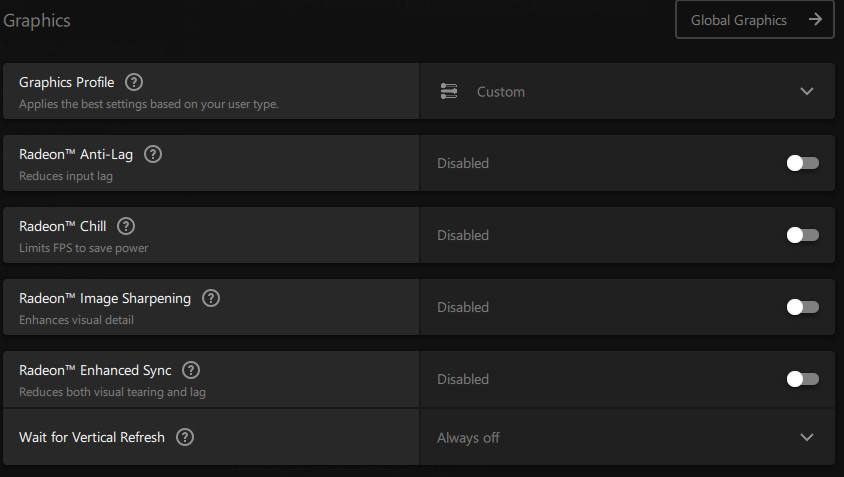 Graphics
Global Graphics
Graphics Profile
Applies the best settings based on your user type.
Custom
Radeon™ Anti-Lag
Reduces input lag
Disabled
Radeon™ Chill
Limits FPS to save power
Disabled
Radeon™ Image Sharpening
Enhances visual detail
Disabled
Radeon™ Enhanced Sync
Reduces both visual tearing and lag
Disabled
Wait for Vertical Refresh
Always off